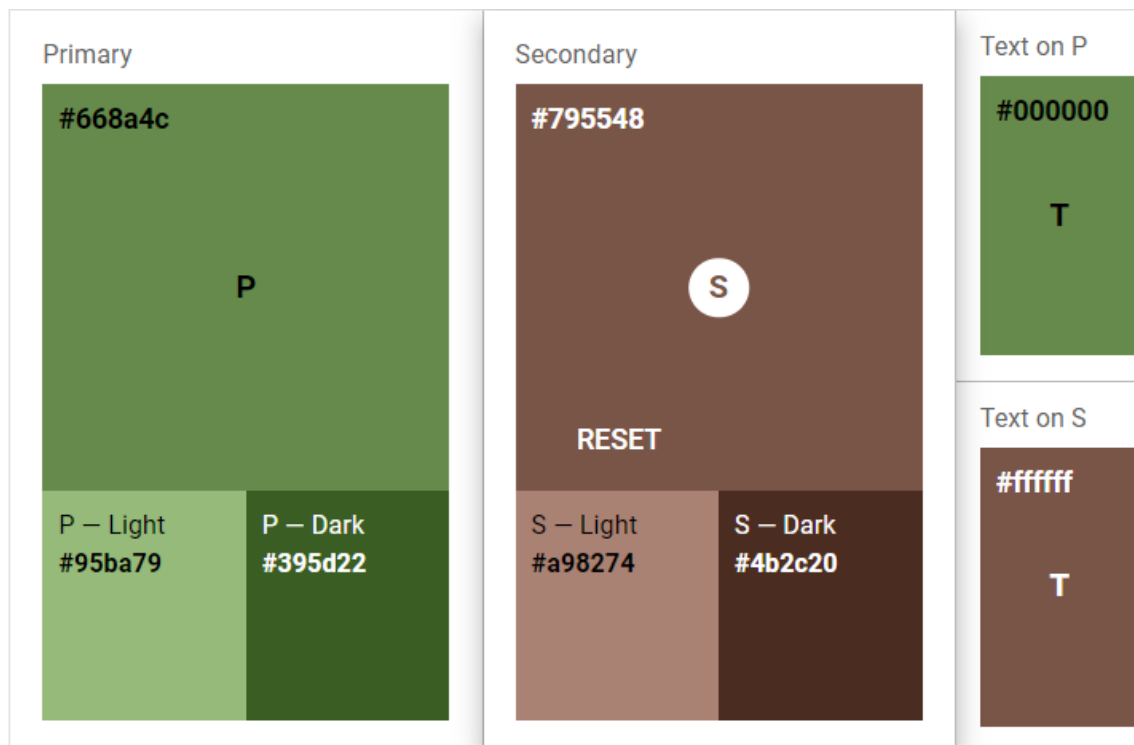 Primary
#668a4c
P
P — Light
#95ba79
P — Dark
#395d22
Secondary
#795548
S
RESET
S — Light
#a98274
S — Dark
#4b2c20
Text on P
#000000
T
Text on S
#ffffff
T